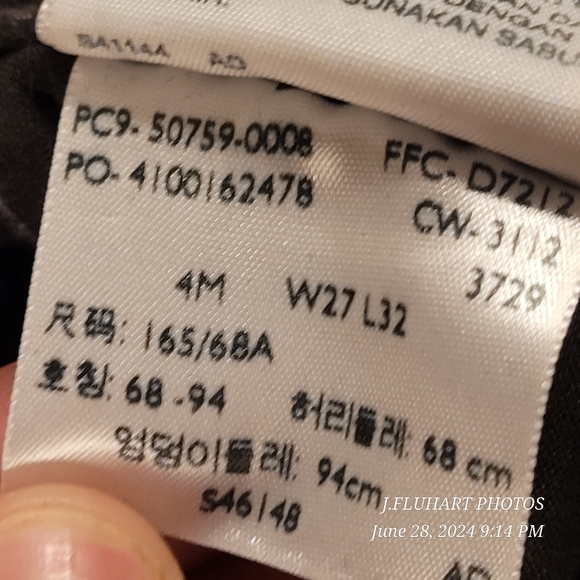 GUNAKAN SABU
DENGAN
PC9- 50759-0008
FFC- D7212
PO- 4100162478
CW- 3112
3729
4M W27 L32
尺码: 165/68A
호칭: 68 -94 허리둘레: 68 cm
엉덩이둘레: 94cm
s46148
J.FLUHART PHOTOS
June 28, 2024 9:14 PM